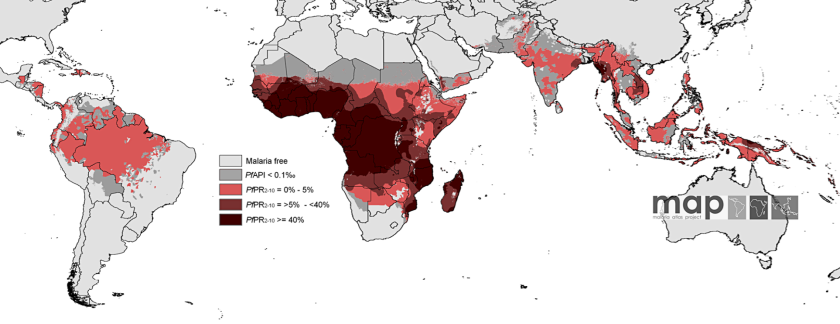 Malaria free
PfAPI < 0.1‰
PfPR2-10 = 0% - 5%
PfPR2-10 = >5% - <40%
PfPR2-10 >= 40%
map
malaria atlas project